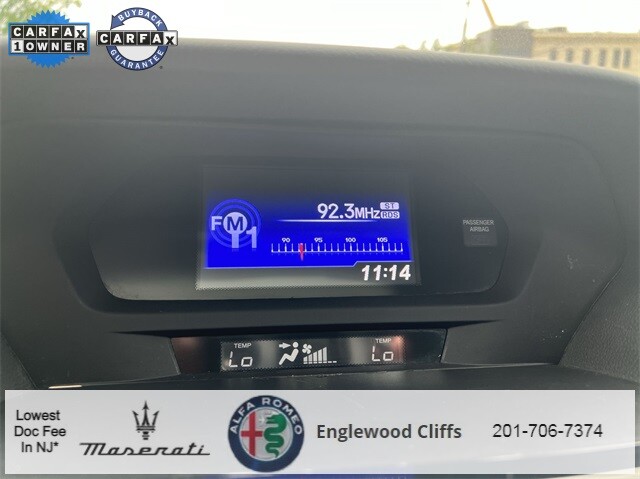 CARFAX
1 OWNER
BUYBACK
CARFAX
GUARANTEE
92.3MHz ST
RDS
FM1
90 95 100 105
11:14
PASSENGER
AIRBAG
TEMP TEMP
Lo Lo
Lowest
Doc Fee
In NJ*
Maserati
ALFA ROMEO
Englewood Cliffs
201-706-7374